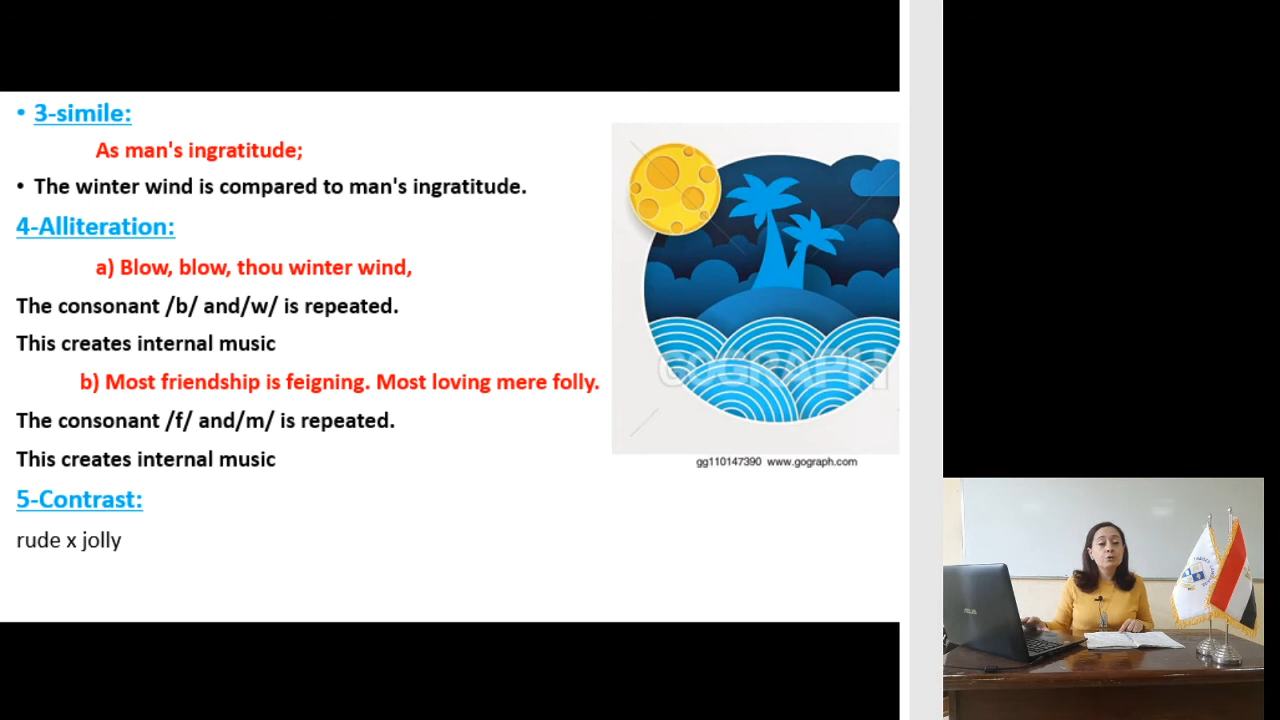 • 3-simile:
As man's ingratitude;
• The winter wind is compared to man's ingratitude.
4-Alliteration:
a) Blow, blow, thou winter wind,
The consonant /b/ and/w/ is repeated.
This creates internal music
b) Most friendship is feigning. Most loving mere folly.
The consonant /f/ and/m/ is repeated.
This creates internal music
5-Contrast:
rude x jolly
GOGRAPH
gg110147390 www.gograph.com
ASUS